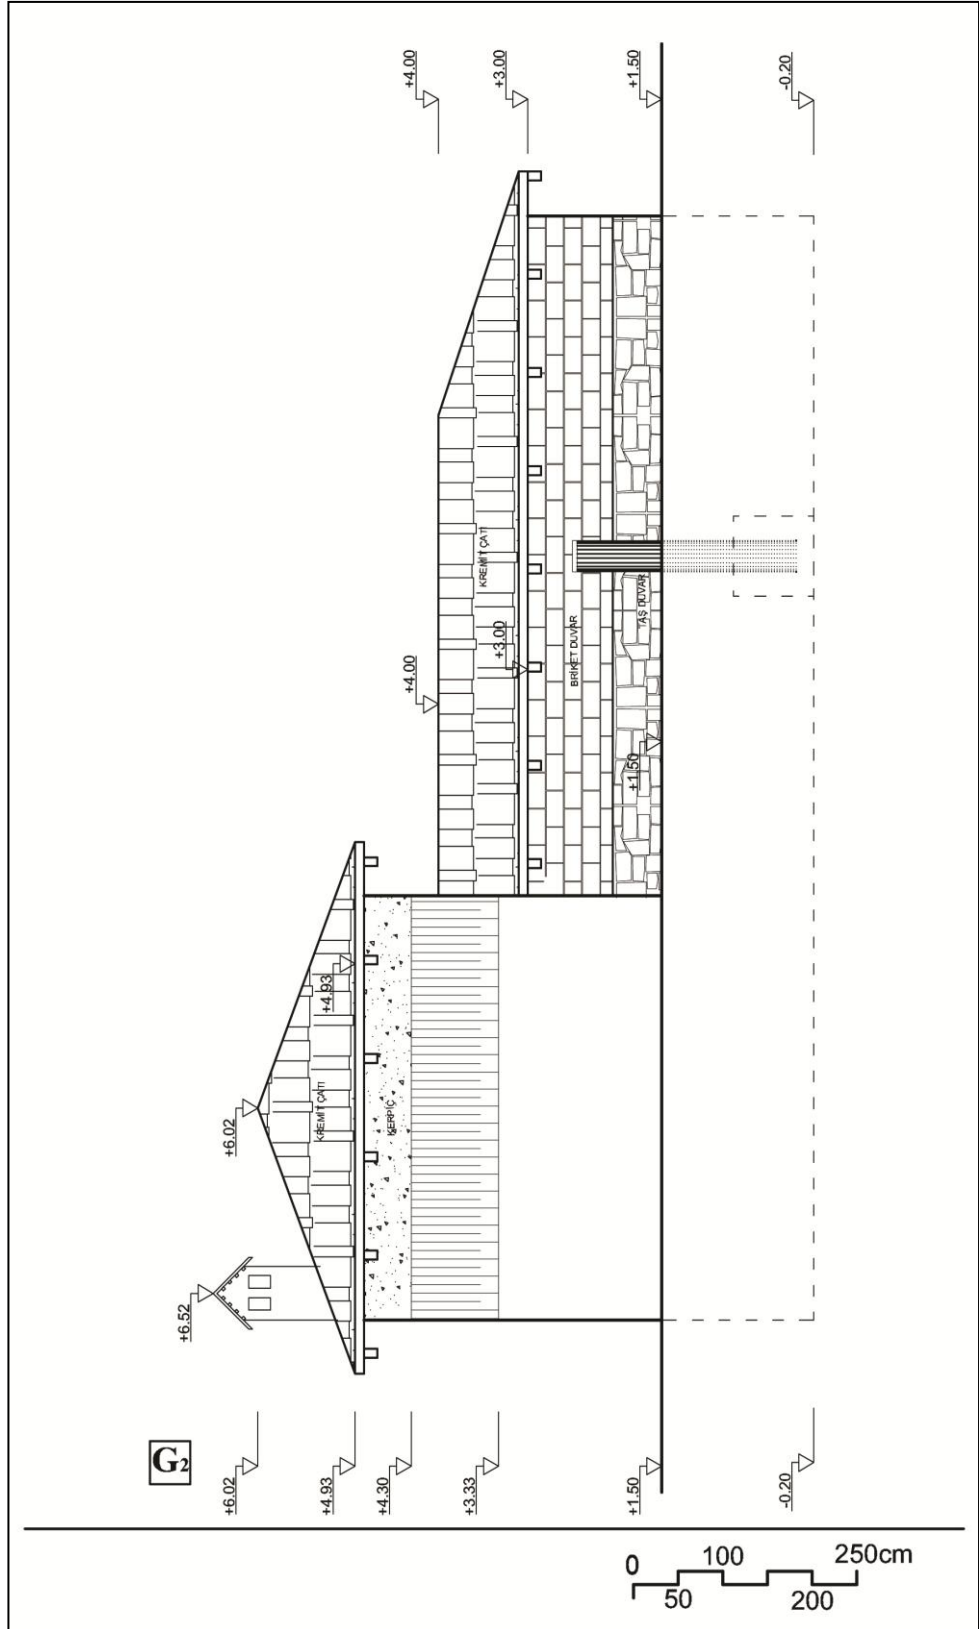 +4.00
+3.00
+1.50
-0.20
KREMİT ÇATI
+4.00
+3.00
BRİKET DUVAR
TAŞ DUVAR
+1.50
+4.93
+6.02
KREMİT ÇATI
KERPİÇ
+6.52
G2
+6.02
+4.93
+4.30
+3.33
+1.50
-0.20
0
100
250cm
50
200